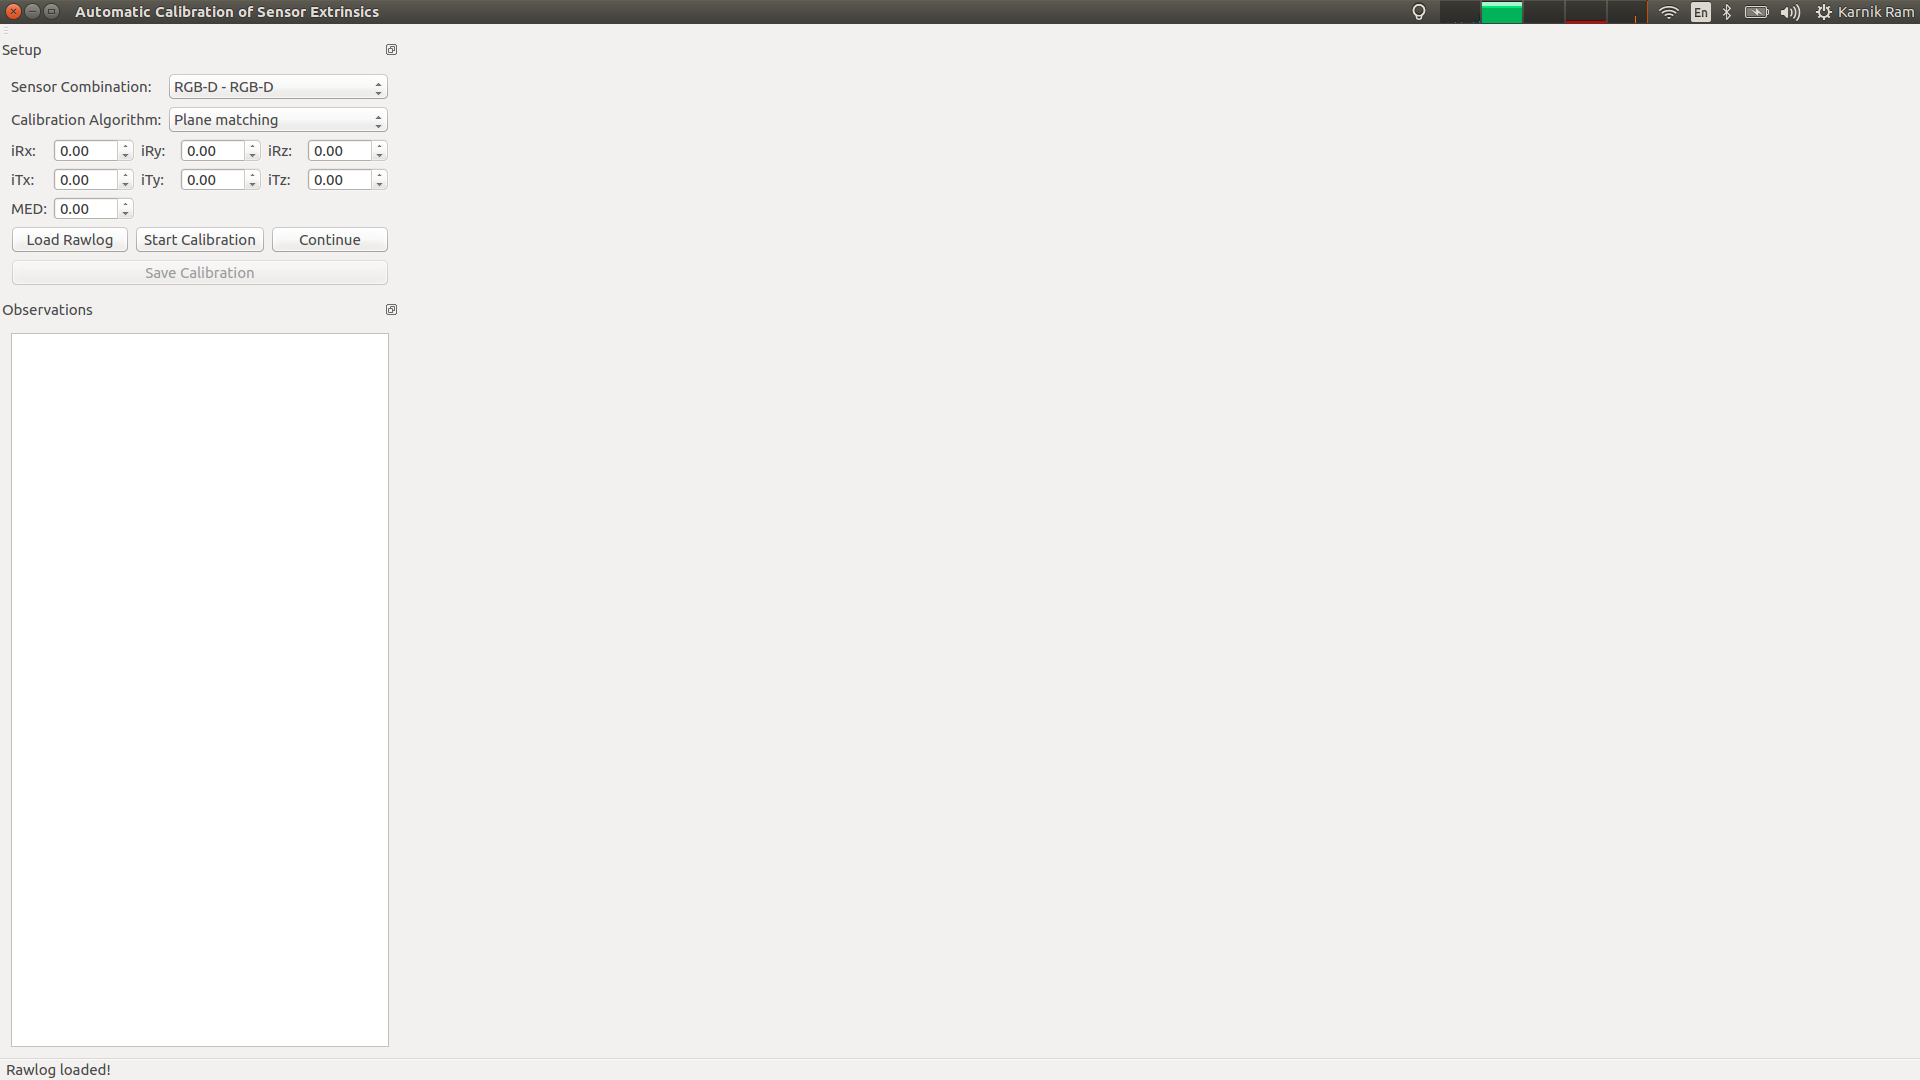 Automatic Calibration of Sensor Extrinsics En Karnik Ram
Setup
Sensor Combination: RGB-D - RGB-D
Calibration Algorithm: Plane matching
iRx: 0.00 iRy: 0.00 iRz: 0.00
iTx: 0.00 iTy: 0.00 iTz: 0.00
MED: 0.00
Load Rawlog Start Calibration Continue
Save Calibration
Observations
Rawlog loaded!